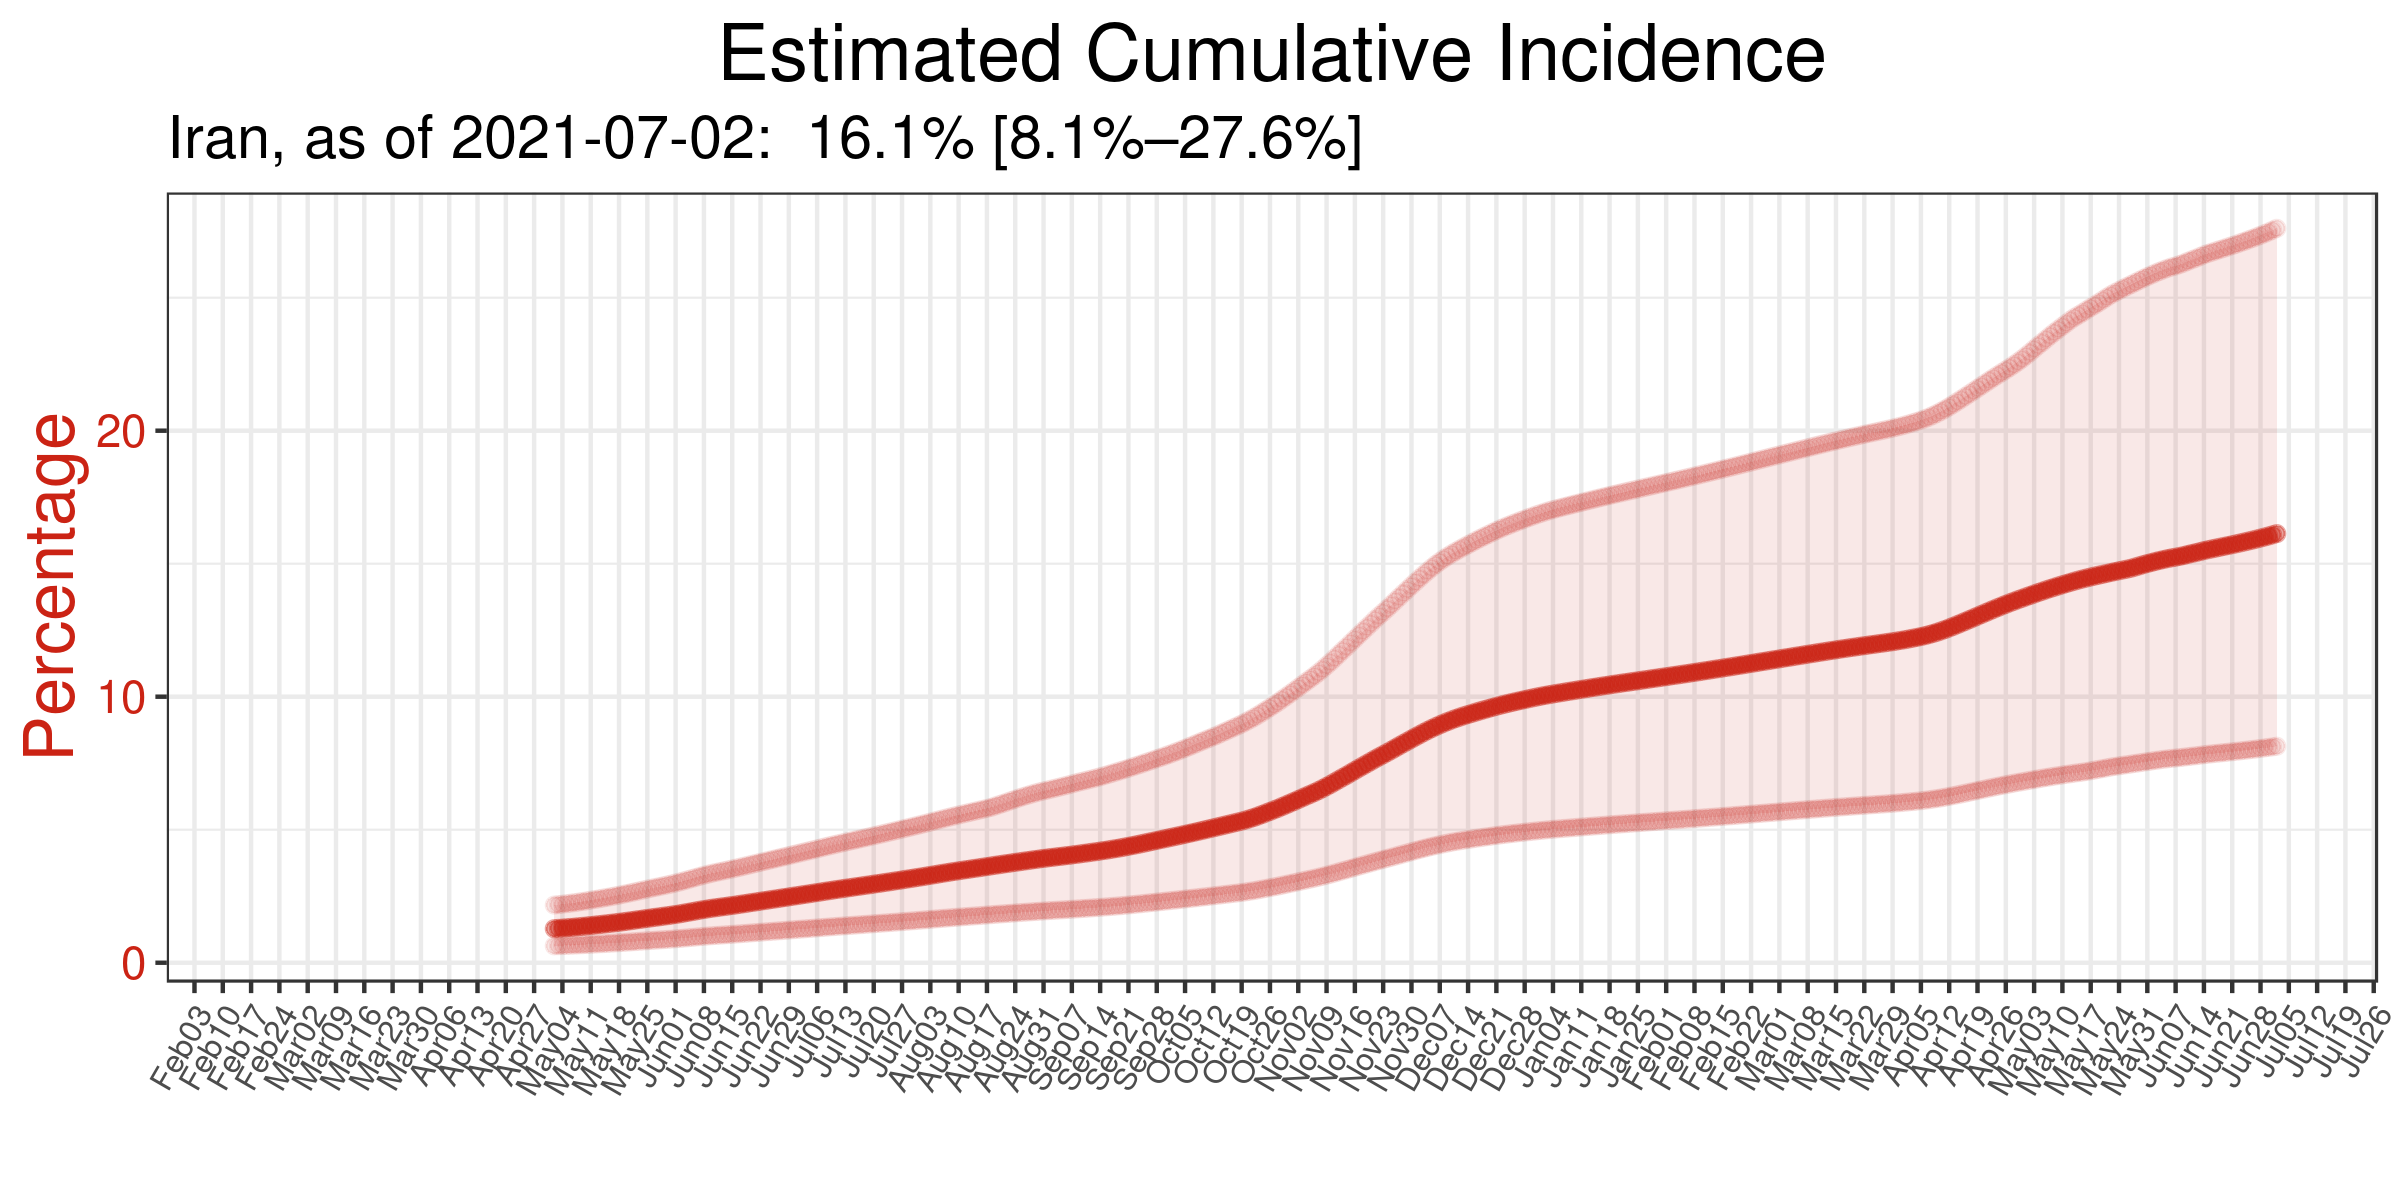 Estimated Cumulative Incidence
Iran, as of 2021-07-02:  16.1% [8.1%–27.6%]
Percentage
20
10
0
Feb03 Feb10 Feb17 Feb24 Mar02 Mar09 Mar16 Mar23 Mar30 Apr06 Apr13 Apr20 Apr27 May04 May11 May18 May25 Jun01 Jun08 Jun15 Jun22 Jun29 Jul06 Jul13 Jul20 Jul27 Aug03 Aug10 Aug17 Aug24 Aug31 Sep07 Sep14 Sep21 Sep28 Oct05 Oct12 Oct19 Oct26 Nov02 Nov09 Nov16 Nov23 Nov30 Dec07 Dec14 Dec21 Dec28 Jan04 Jan11 Jan18 Jan25 Feb01 Feb08 Feb15 Feb22 Mar01 Mar08 Mar15 Mar22 Mar29 Apr05 Apr12 Apr19 Apr26 May03 May10 May17 May24 May31 Jun07 Jun14 Jun21 Jun28 Jul05 Jul12 Jul19 Jul26